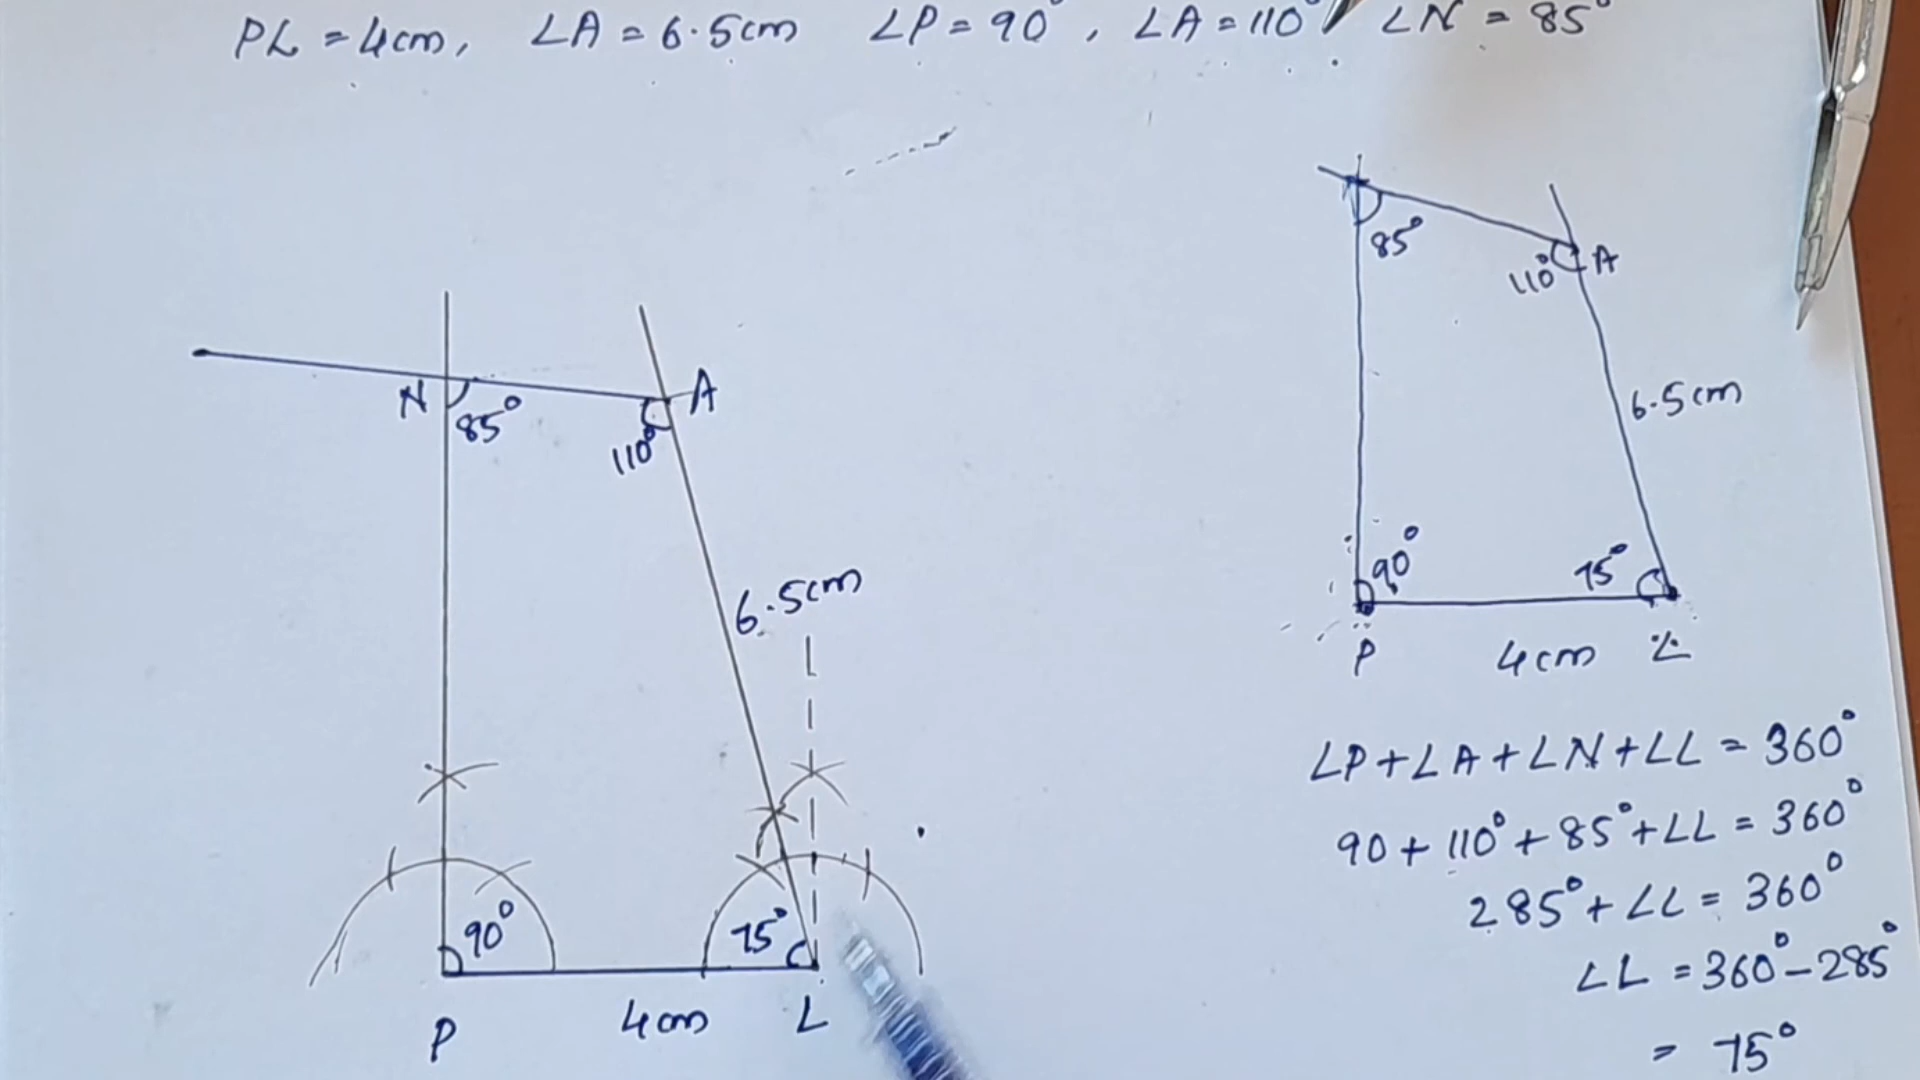 PL = 4cm, LA = 6.5cm ∠P = 90°, ∠A = 110°, ∠N = 85°
N
85°
A
110°
6.5cm
90°
75°
P
4cm
L
85°
110°
A
6.5cm
90°
75°
P
4cm
L
∠P+∠A+∠N+∠L = 360°
90+110°+85°+∠L = 360°
285°+∠L = 360°
∠L = 360°-285°
= 75°